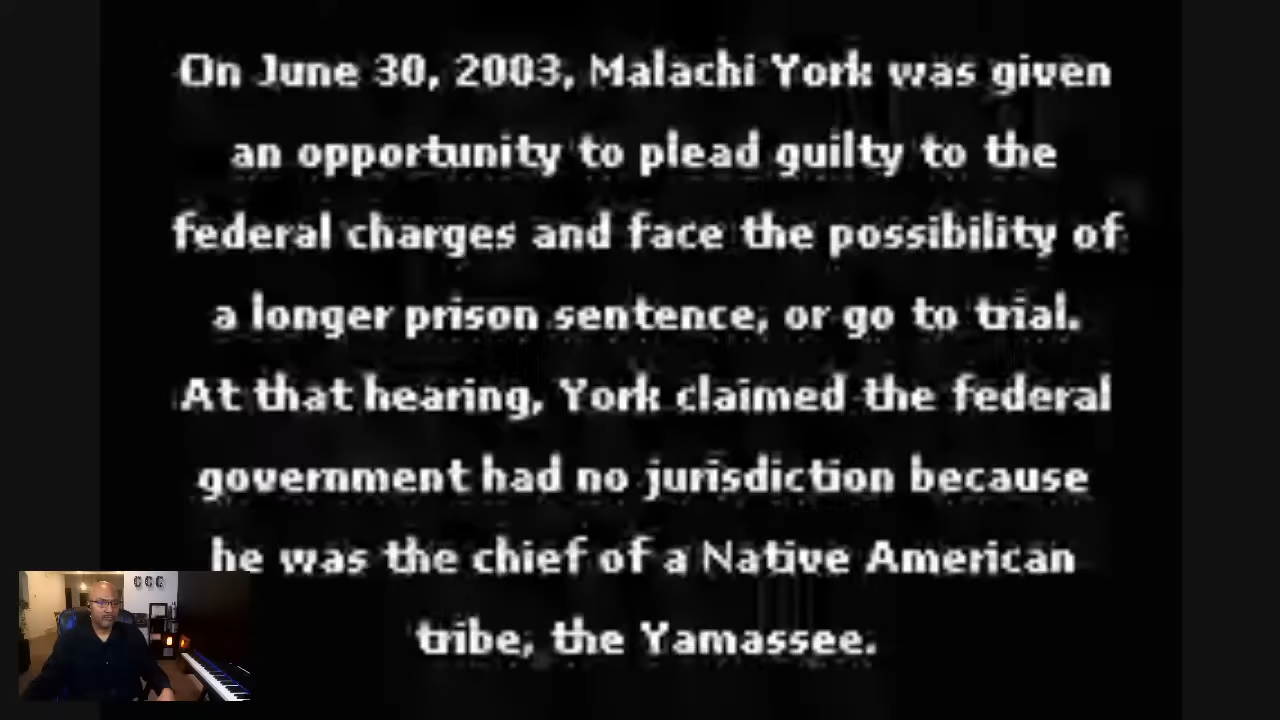 On June 30, 2003, Malachi York was given
an opportunity to plead guilty to the
federal charges and face the possibility of
a longer prison sentence, or go to trial.
At that hearing, York claimed the federal
government had no jurisdiction because
he was the chief of a Native American
tribe, the Yamassee.